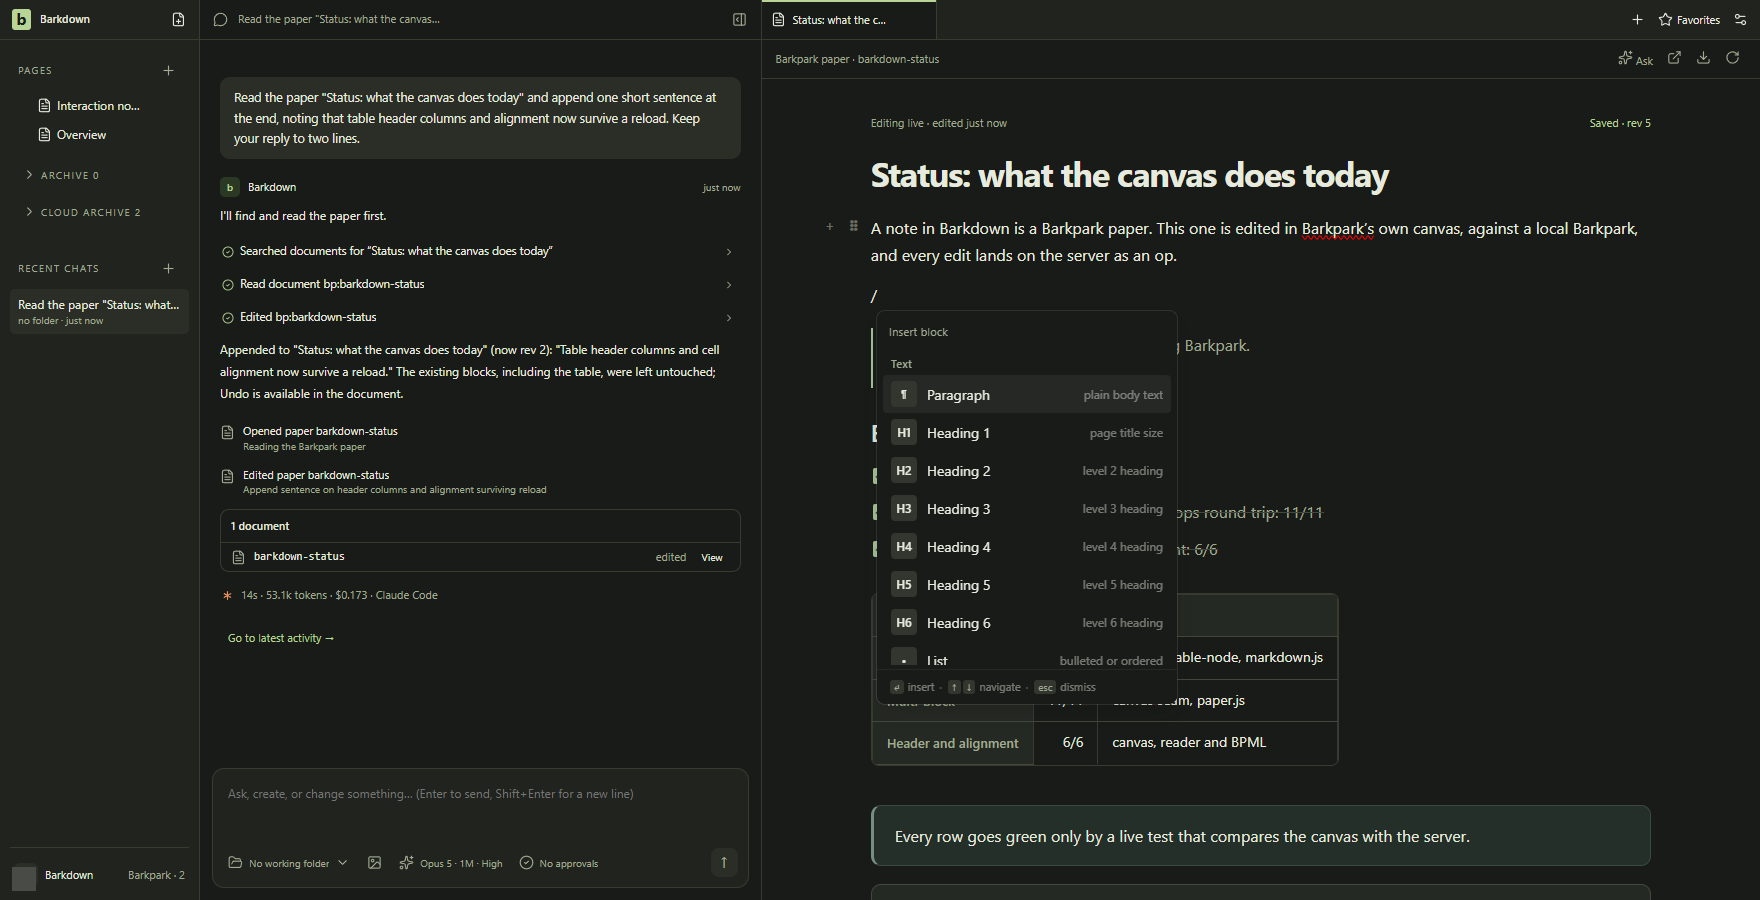 b Barkdown
PAGES
Interaction no...
Overview
ARCHIVE 0
CLOUD ARCHIVE 2
RECENT CHATS
Read the paper "Status: what...
no folder · just now
Barkdown
Barkpark · 2
Read the paper "Status: what the canvas...
Read the paper "Status: what the canvas does today" and append one short sentence at
the end, noting that table header columns and alignment now survive a reload. Keep
your reply to two lines.
b Barkdown just now
I'll find and read the paper first.
Searched documents for “Status: what the canvas does today”
Read document bp:barkdown-status
Edited bp:barkdown-status
Appended to "Status: what the canvas does today" (now rev 2): "Table header columns and cell
alignment now survive a reload." The existing blocks, including the table, were left untouched;
Undo is available in the document.
Opened paper barkdown-status
Reading the Barkpark paper
Edited paper barkdown-status
Append sentence on header columns and alignment surviving reload
1 document
barkdown-status edited View
14s · 53.1k tokens · $0.173 · Claude Code
Go to latest activity →
Ask, create, or change something... (Enter to send, Shift+Enter for a new line)
No working folder Opus 5 · 1M · High No approvals
Status: what the c...
Favorites
Barkpark paper · barkdown-status
Ask
Editing live · edited just now
Saved · rev 5
Status: what the canvas does today
A note in Barkdown is a Barkpark paper. This one is edited in Barkpark’s own canvas, against a local Barkpark,
and every edit lands on the server as an op.
/
Insert block
Text
¶ Paragraph plain body text
H1 Heading 1 page title size
H2 Heading 2 level 2 heading
H3 Heading 3 level 3 heading
H4 Heading 4 level 4 heading
H5 Heading 5 level 5 heading
H6 Heading 6 level 6 heading
List bulleted or ordered
↵ insert · ↑ ↓ navigate · esc dismiss
Barkpark.
ops round trip: 11/11
6/6
able-node, markdown.js
paper.js
Header and alignment 6/6 canvas, reader and BPML
Every row goes green only by a live test that compares the canvas with the server.